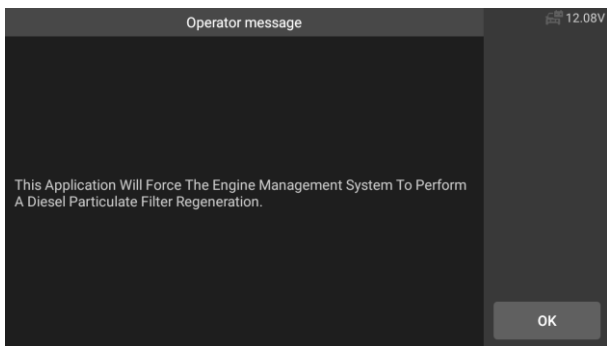 Operator message
12.08V
This Application Will Force The Engine Management System To Perform
A Diesel Particulate Filter Regeneration.
OK